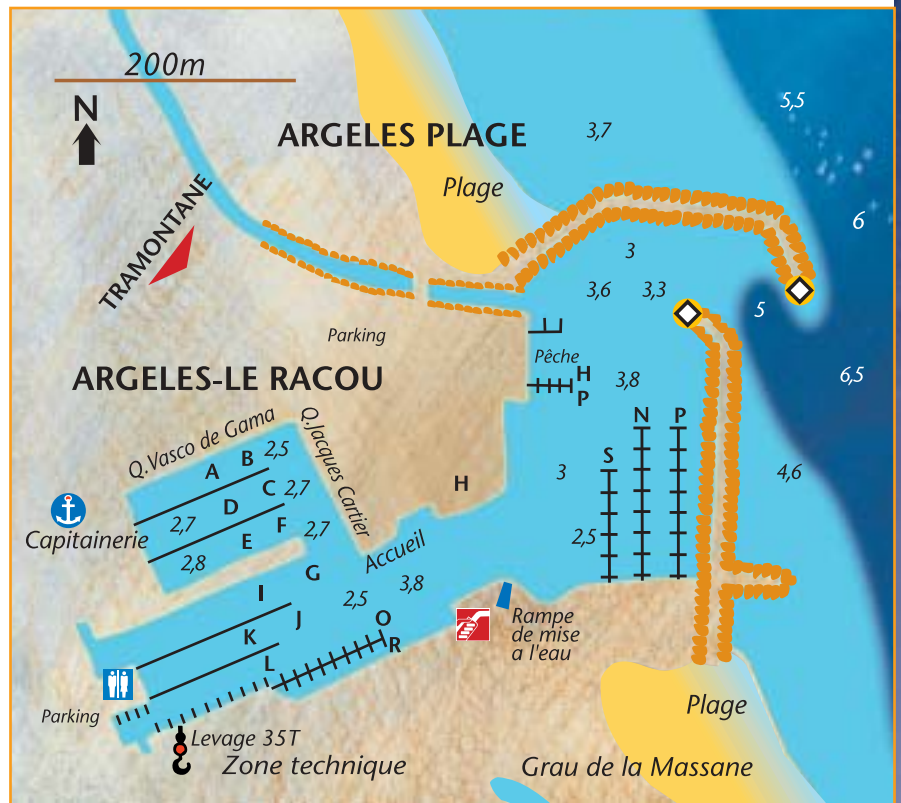 200m
N
ARGELES PLAGE
3,7
5,5
Plage
TRAMONTANE
6
3
3,6
3,3
5
Parking
Pêche
H
P
3,8
6,5
ARGELES-LE RACOU
Q.Vasco de Gama
Q.Jacques Cartier
N
P
S
A
B
2,5
C
2,7
D
2,7
F
2,7
E
2,8
H
3
4,6
2,5
Capitainerie
Accueil
G
3,8
2,5
I
J
O
K
R
L
Rampe
de mise
a l'eau
Parking
Levage 35T
Zone technique
Plage
Grau de la Massane